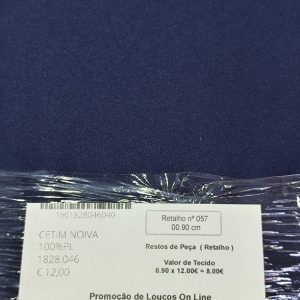 1501828046040
CETIM NOIVA
100%PL
1828.046
€ 12,00
Retalho nº 057
00.90 cm
Restos de Peça ( Retalho )
Valor de Tecido
0.90 x 12.00€ = 8.00€
Promoção de Loucos On Line